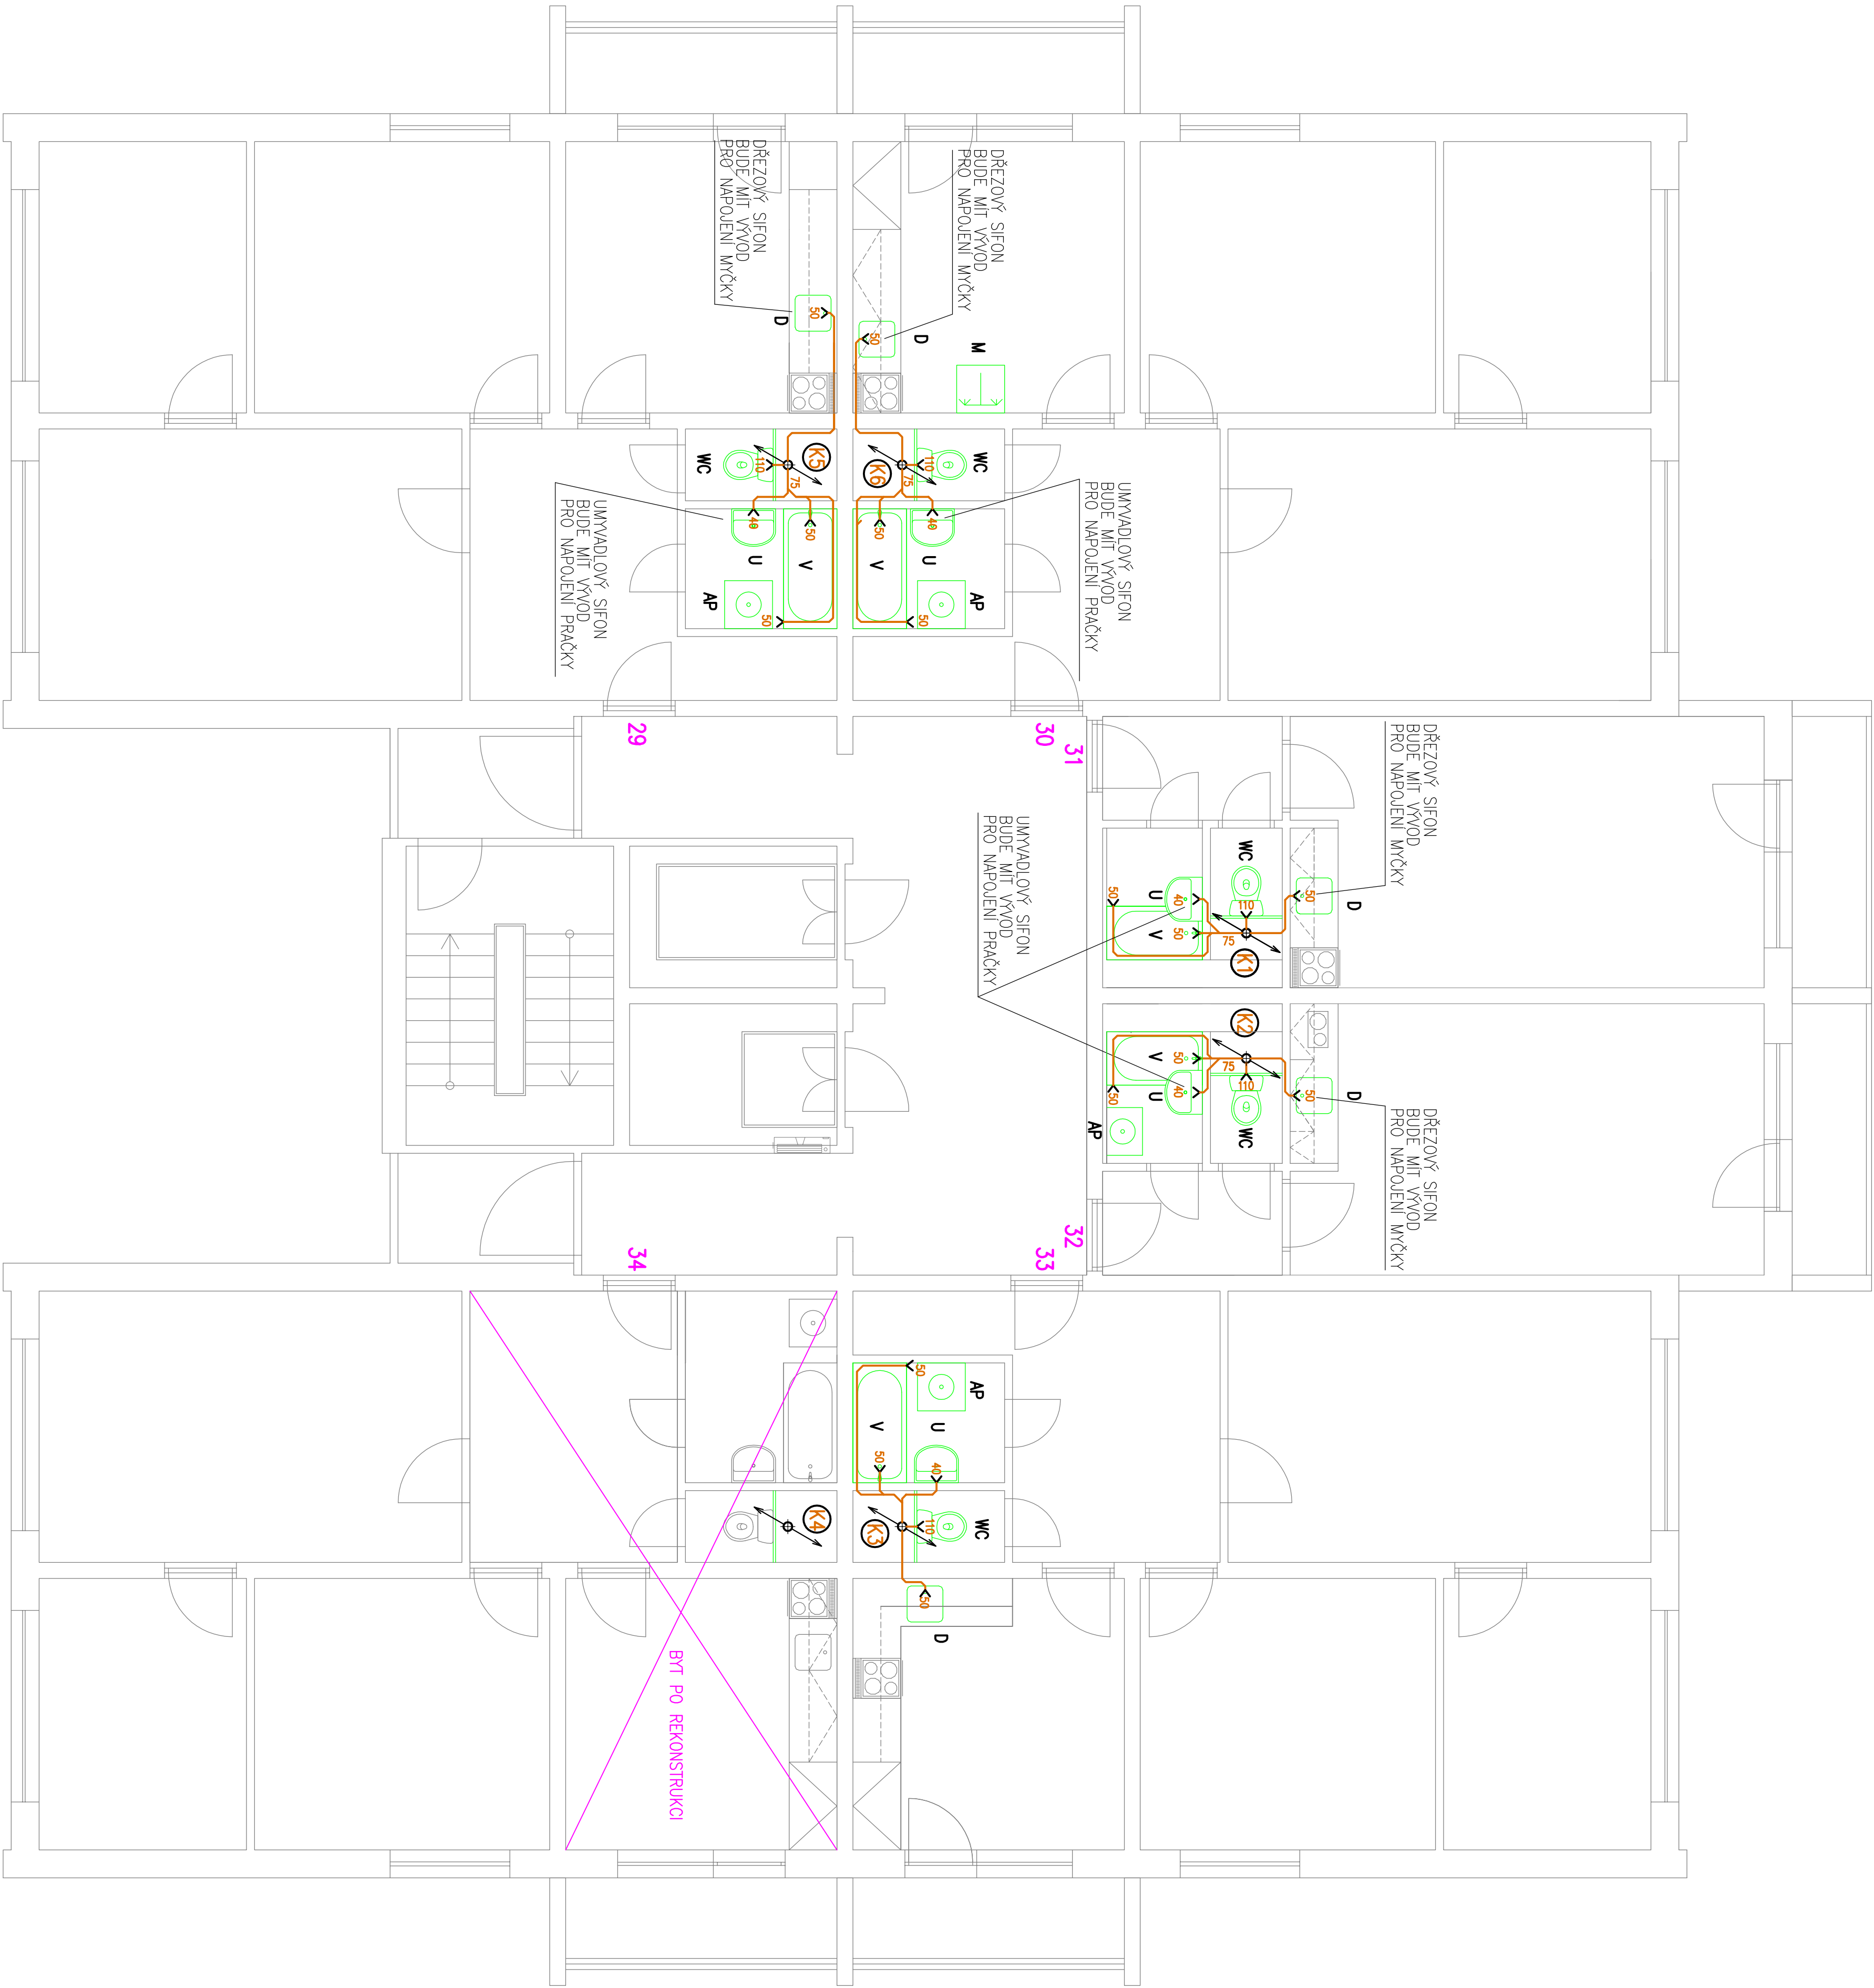 DŘEZOVÝ SIFON
BUDE MÍT VÝVOD
PRO NAPOJENÍ MYČKY
DŘEZOVÝ SIFON
BUDE MÍT VÝVOD
PRO NAPOJENÍ MYČKY
50
D
50
D
M
WC
110
K5
75
K6
110
75
WC
40
50
U
V
AP
50
50
40
V
U
AP
50
UMYVADLOVÝ SIFON
BUDE MÍT VÝVOD
PRO NAPOJENÍ PRAČKY
UMYVADLOVÝ SIFON
BUDE MÍT VÝVOD
PRO NAPOJENÍ PRAČKY
29
30
31
DŘEZOVÝ SIFON
BUDE MÍT VÝVOD
PRO NAPOJENÍ MYČKY
UMYVADLOVÝ SIFON
BUDE MÍT VÝVOD
PRO NAPOJENÍ PRAČKY
WC
50
D
50
U
40
110
V
50
75
K1
K2
V
50
75
50
U
40
110
50
D
AP
WC
DŘEZOVÝ SIFON
BUDE MÍT VÝVOD
PRO NAPOJENÍ MYČKY
34
33
32
50
AP
V
U
50
40
K4
K3
110
WC
50
D
BYT PO REKONSTRUKCI